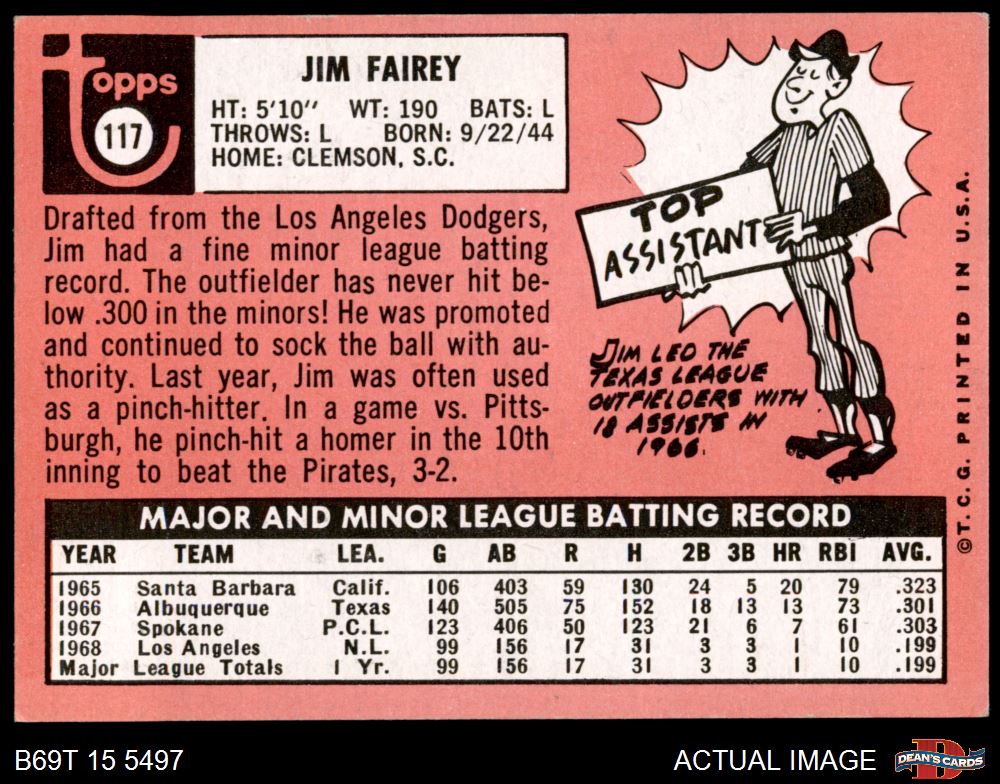 topps
117
JIM FAIREY
HT: 5'10" WT: 190 BATS: L
THROWS: L BORN: 9/22/44
HOME: CLEMSON, S.C.
Drafted from the Los Angeles Dodgers,
Jim had a fine minor league batting
record. The outfielder has never hit be-
low .300 in the minors! He was promoted
and continued to sock the ball with au-
thority. Last year, Jim was often used
as a pinch-hitter. In a game vs. Pitts-
burgh, he pinch-hit a homer in the 10th
inning to beat the Pirates, 3-2.
TOP
ASSISTANT
JIM LED THE
TEXAS LEAGUE
OUTFIELDERS WITH
18 ASSISTS IN
1966.
©T. C. G. PRINTED IN U.S.A.
MAJOR AND MINOR LEAGUE BATTING RECORD
YEAR TEAM LEA. G AB R H 2B 3B HR RBI AVG.
1965 Santa Barbara Calif. 106 403 59 130 24 5 20 79 .323
1966 Albuquerque Texas 140 505 75 152 18 13 13 73 .301
1967 Spokane P.C.L. 123 406 50 123 21 6 7 61 .303
1968 Los Angeles N.L. 99 156 17 31 3 3 1 10 .199
Major League Totals 1 Yr. 99 156 17 31 3 3 1 10 .199
B69T 15 5497
ACTUAL IMAGE
DEAN'S CARDS